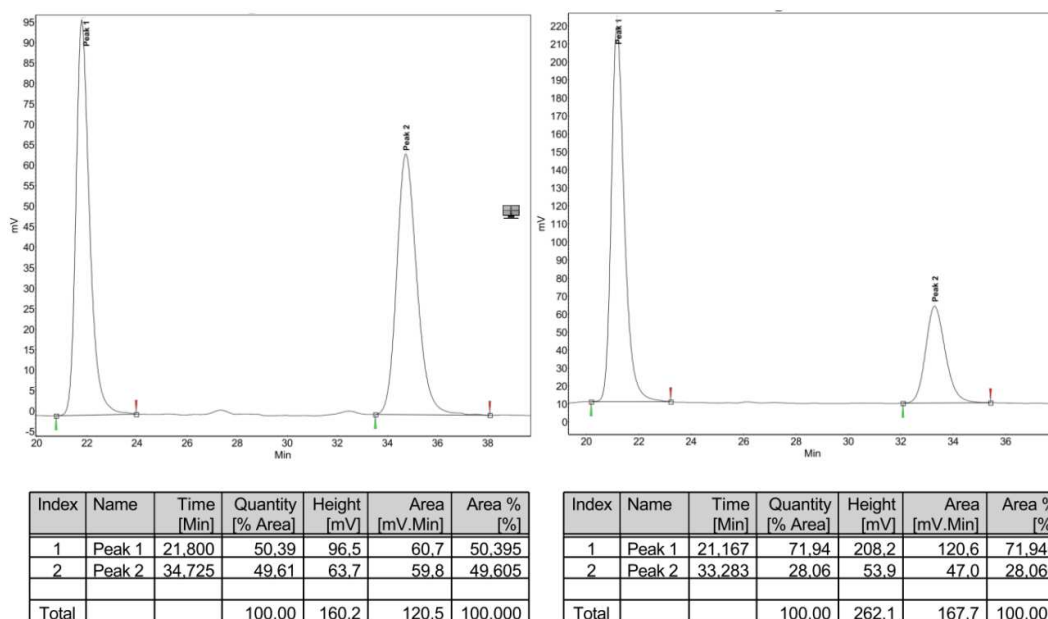 95
90
85
80
75
70
65
60
55
50
45
40
35
30
25
20
15
10
5
0
-5
mV
Peak 1
Peak 2
20 22 24 26 28 30 32 34 36 38
Min
220
210
200
190
180
170
160
150
140
130
120
110
100
90
80
70
60
50
40
30
20
10
0
mV
Peak 1
Peak 2
20 22 24 26 28 30 32 34 36
Min
Index Name Time Quantity Height Area Area %
[Min] [% Area] [mV] [mV.Min] [%]
1 Peak 1 21,800 50,39 96,5 60,7 50,395
2 Peak 2 34,725 49,61 63,7 59,8 49,605
Total 100,00 160,2 120,5 100,000
Index Name Time Quantity Height Area Area %
[Min] [% Area] [mV] [mV.Min] [%
1 Peak 1 21,167 71,94 208,2 120,6 71,94
2 Peak 2 33,283 28,06 53,9 47,0 28,06
Total 100,00 262,1 167,7 100,00